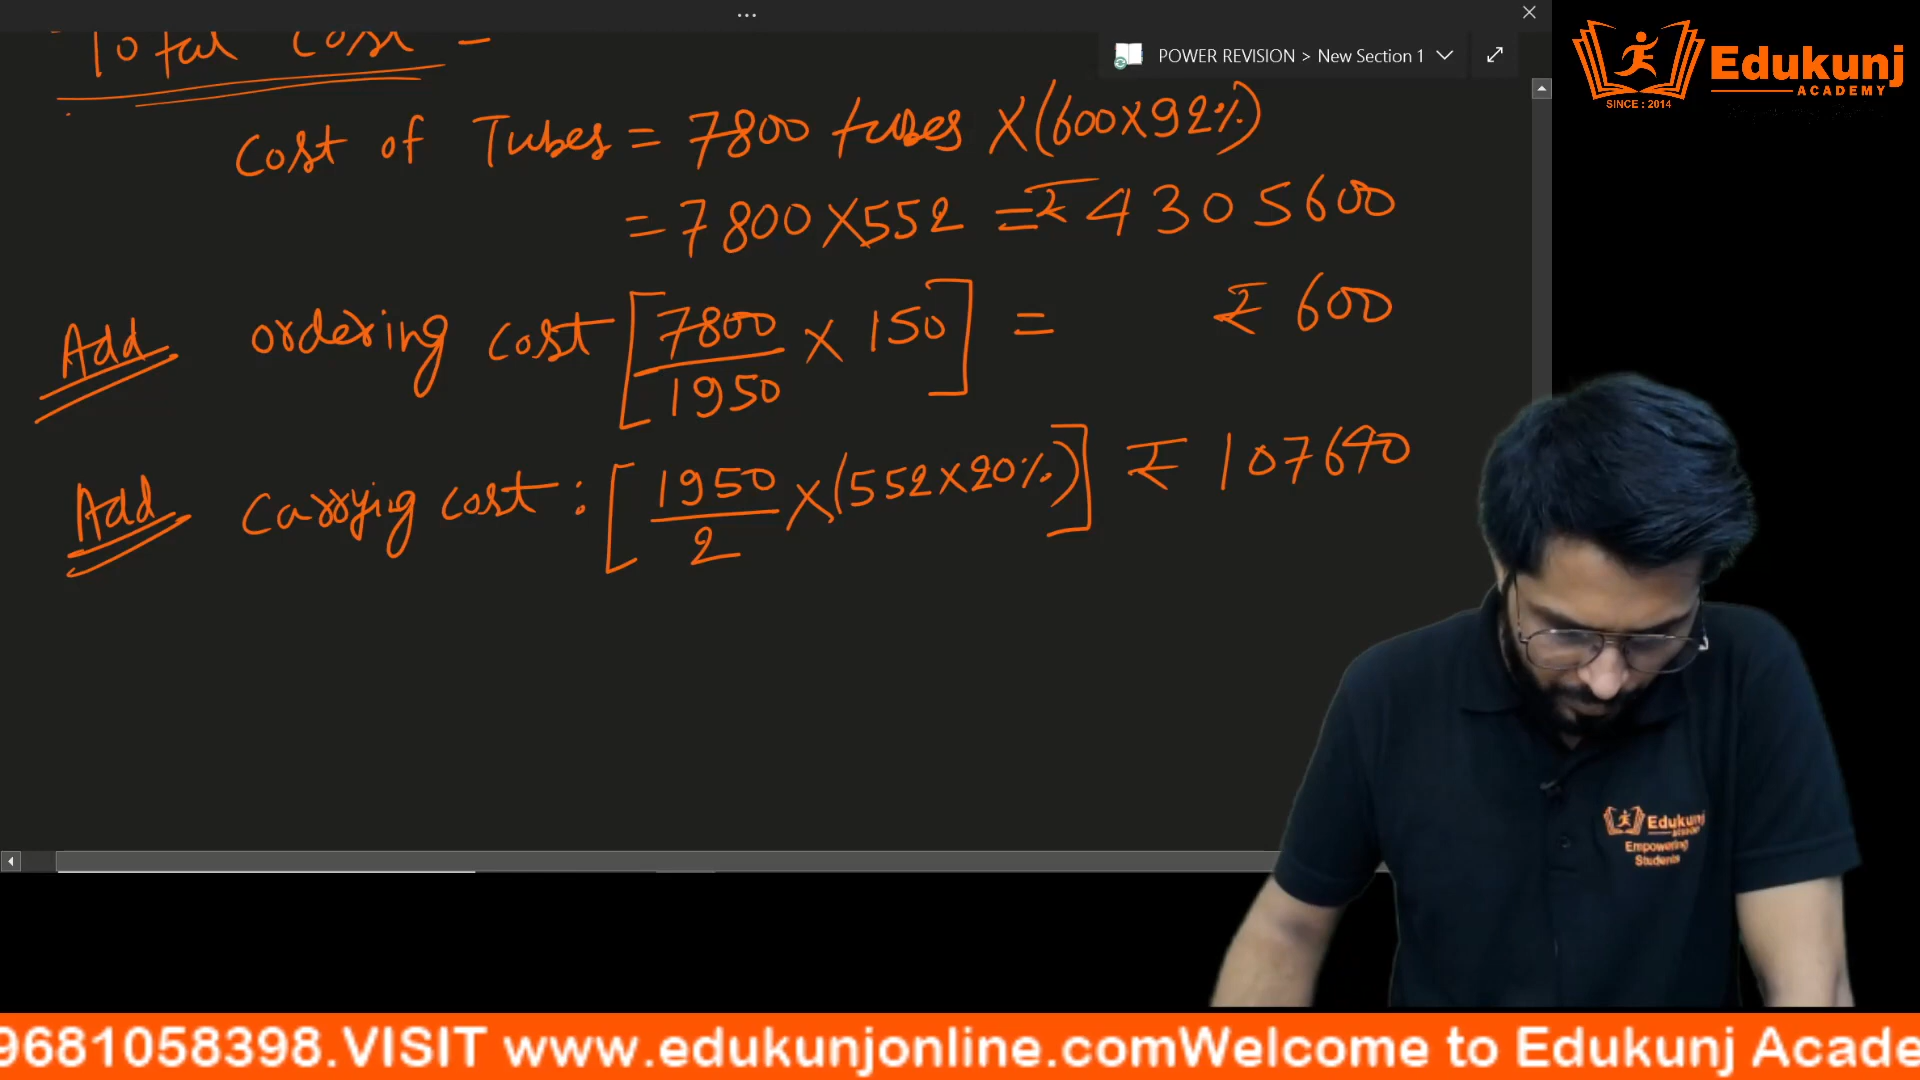 Total Cost -
POWER REVISION > New Section 1
Edukunj
ACADEMY
SINCE : 2014
Cost of Tubes = 7800 tubes X (600X92%)
= 7800 X 552 = ₹ 4305600
Add ordering cost [7800/1950 X 150] = ₹ 600
Add Carrying cost : [1950/2 X (552X20%)] ₹ 107640
Edukunj
Empowering
Students
9681058398.VISIT www.edukunjonline.comWelcome to Edukunj Acade